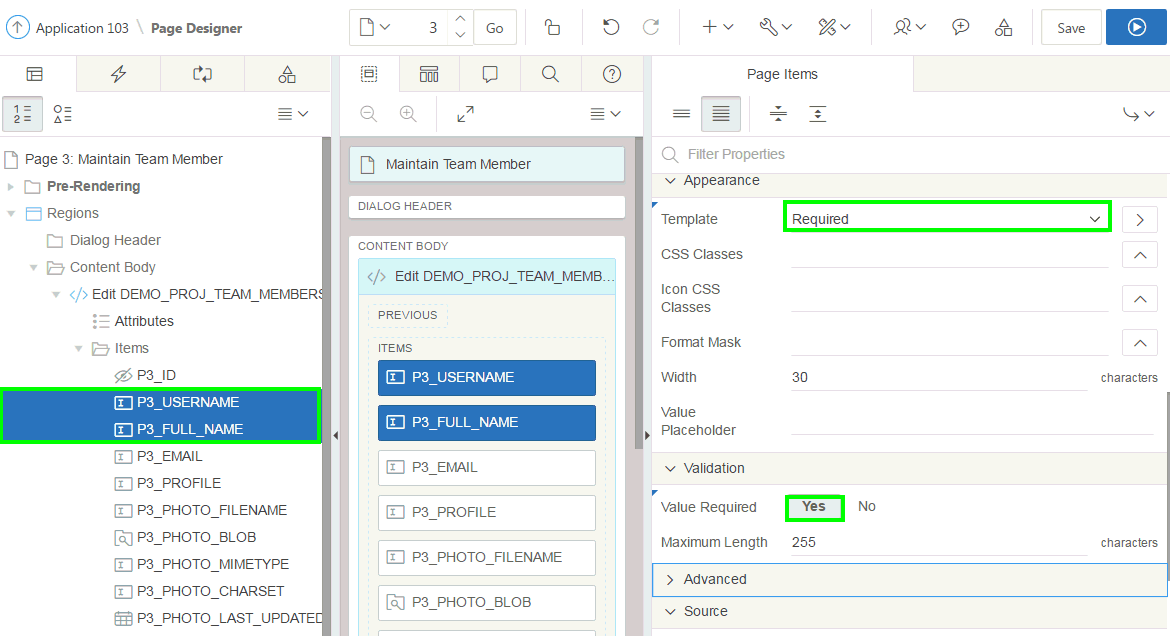 Application 103 \ Page Designer
3
Go
Save
Page 3: Maintain Team Member
Pre-Rendering
Regions
Dialog Header
Content Body
Edit DEMO_PROJ_TEAM_MEMBERS
Attributes
Items
P3_ID
P3_USERNAME
P3_FULL_NAME
P3_EMAIL
P3_PROFILE
P3_PHOTO_FILENAME
P3_PHOTO_BLOB
P3_PHOTO_MIMETYPE
P3_PHOTO_CHARSET
P3_PHOTO_LAST_UPDATED
Maintain Team Member
DIALOG HEADER
CONTENT BODY
Edit DEMO_PROJ_TEAM_MEMB...
PREVIOUS
ITEMS
P3_USERNAME
P3_FULL_NAME
P3_EMAIL
P3_PROFILE
P3_PHOTO_FILENAME
P3_PHOTO_BLOB
Page Items
Filter Properties
Appearance
Template Required
CSS Classes
Icon CSS
Classes
Format Mask
Width 30 characters
Value
Placeholder
Validation
Value Required Yes No
Maximum Length 255 characters
Advanced
Source